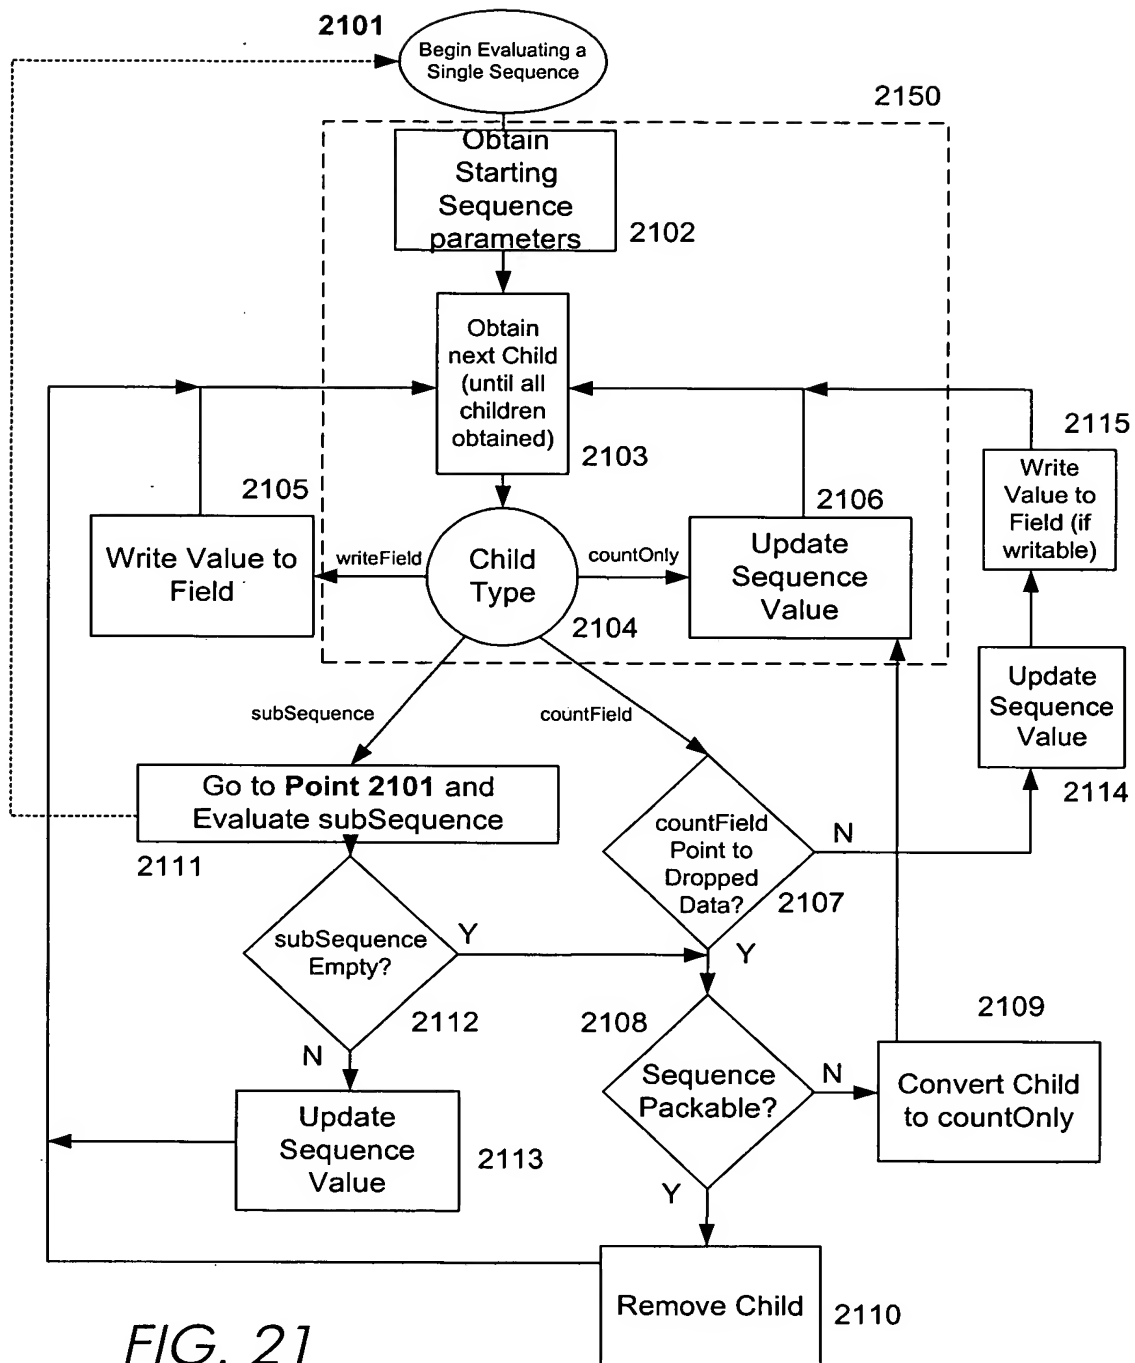 2101
Begin Evaluating a
Single Sequence
2150
Obtain
Starting
Sequence
parameters
2102
Obtain
next Child
(until all
children
obtained)
2103
2115
Write
Value to
Field (if
writable)
2105
2106
Write Value to
Field
writeField
Child
Type
countOnly
Update
Sequence
Value
2104
Update
Sequence
Value
2114
subSequence
countField
Go to Point 2101 and
Evaluate subSequence
2111
countField
Point to
Dropped
Data?
N
2107
Y
subSequence
Empty?
Y
2112
N
2108
2109
Sequence
Packable?
N
Convert Child
to countOnly
Update
Sequence
Value
2113
Y
Remove Child
2110
FIG. 21